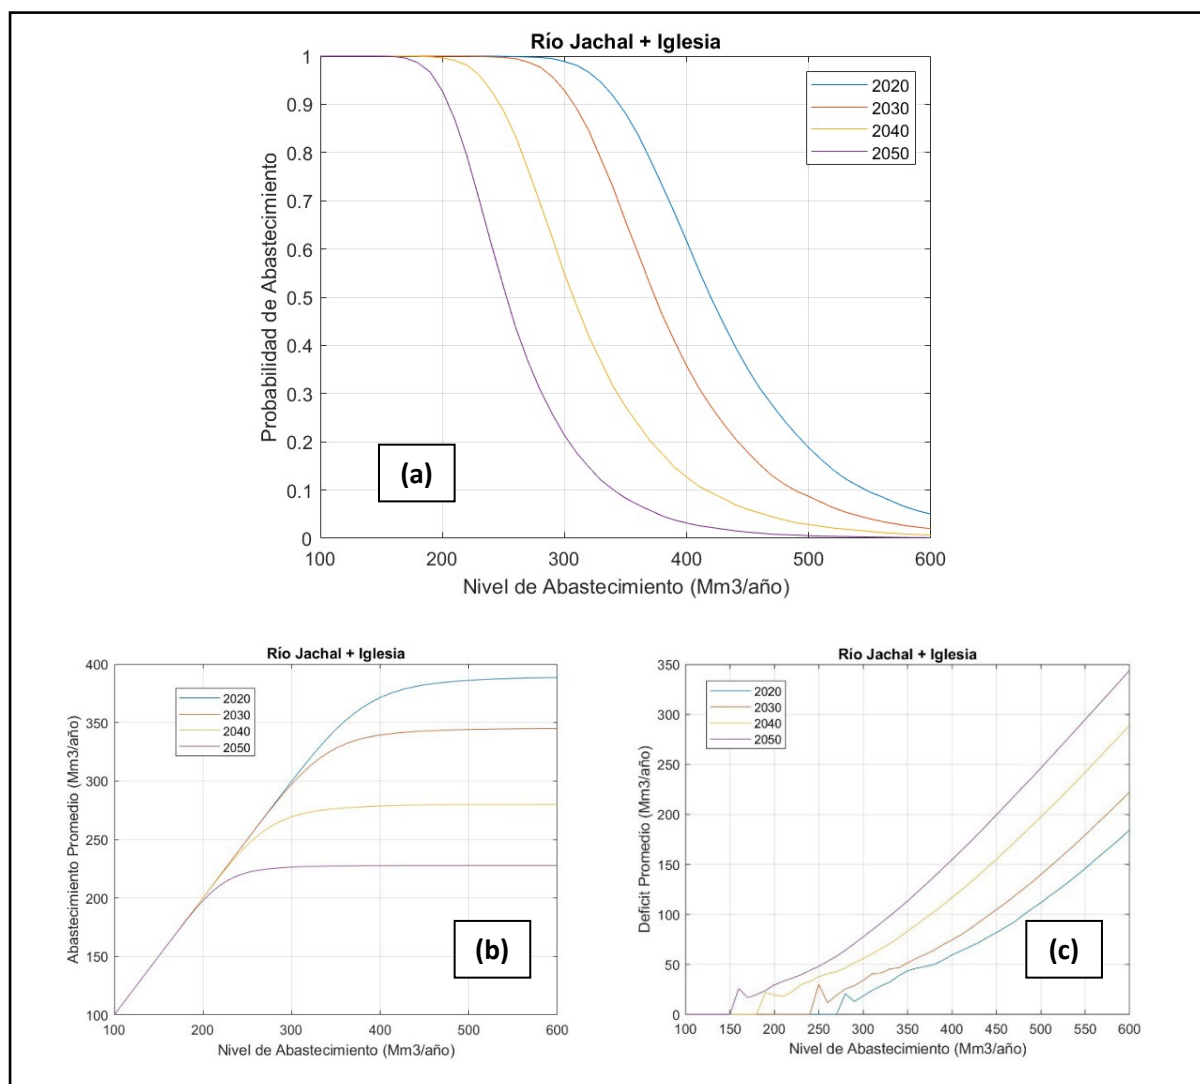 Río Jachal + Iglesia
1
0.9
0.8
0.7
0.6
0.5
0.4
0.3
0.2
0.1
0
Probabilidad de Abastecimiento
2020
2030
2040
2050
(a)
100 200 300 400 500 600
Nivel de Abastecimiento (Mm3/año)
Río Jachal + Iglesia
400
350
300
250
200
150
100
Abastecimiento Promedio (Mm3/año)
2020
2030
2040
2050
(b)
100 200 300 400 500 600
Nivel de Abastecimiento (Mm3/año)
Río Jachal + Iglesia
350
300
250
200
150
100
50
0
Deficit Promedio (Mm3/año)
2020
2030
2040
2050
(c)
100 150 200 250 300 350 400 450 500 550 600
Nivel de Abastecimiento (Mm3/año)